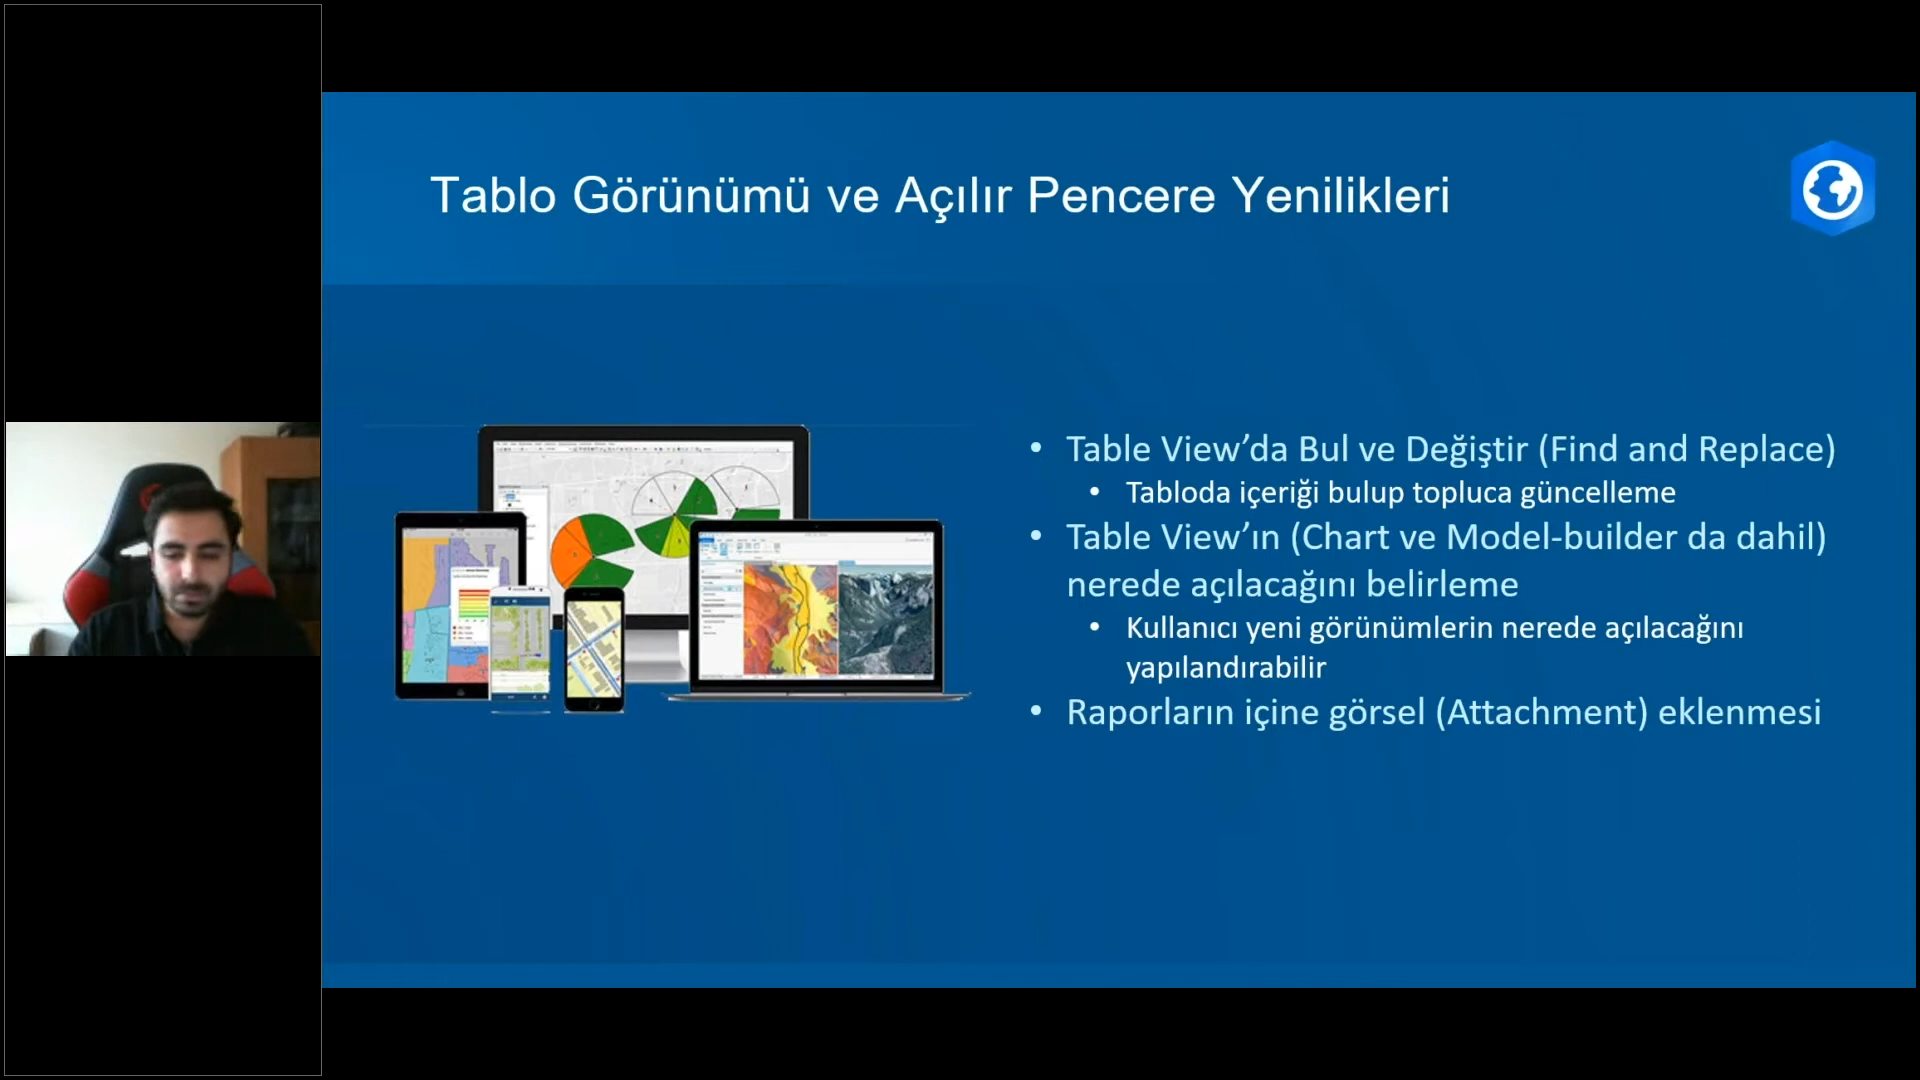 Tablo Görünümü ve Açılır Pencere Yenilikleri
• Table View’da Bul ve Değiştir (Find and Replace)
• Tabloda içeriği bulup topluca güncelleme
• Table View’ın (Chart ve Model-builder da dahil)
nerede açılacağını belirleme
• Kullanıcı yeni görünümlerin nerede açılacağını
yapılandırabilir
• Raporların içine görsel (Attachment) eklenmesi